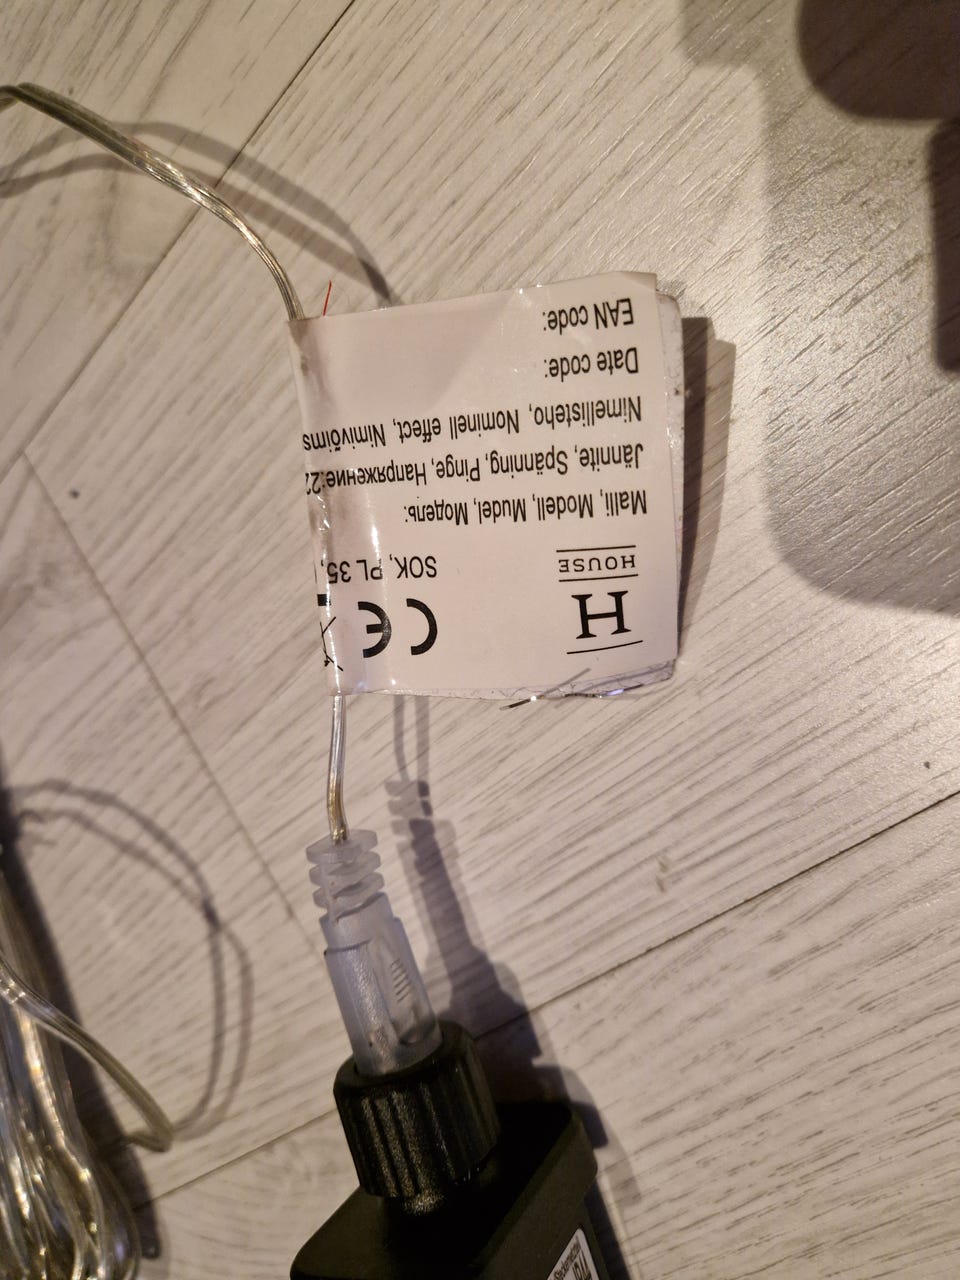 H
HOUSE
CE
SOK, PL 35,
Malli, Modell, Mudel, Модель:
Jännite, Spänning, Pinge, Напряжение:22
Nimellisteho, Nominell effect, Nimivõims
Date code:
EAN code: